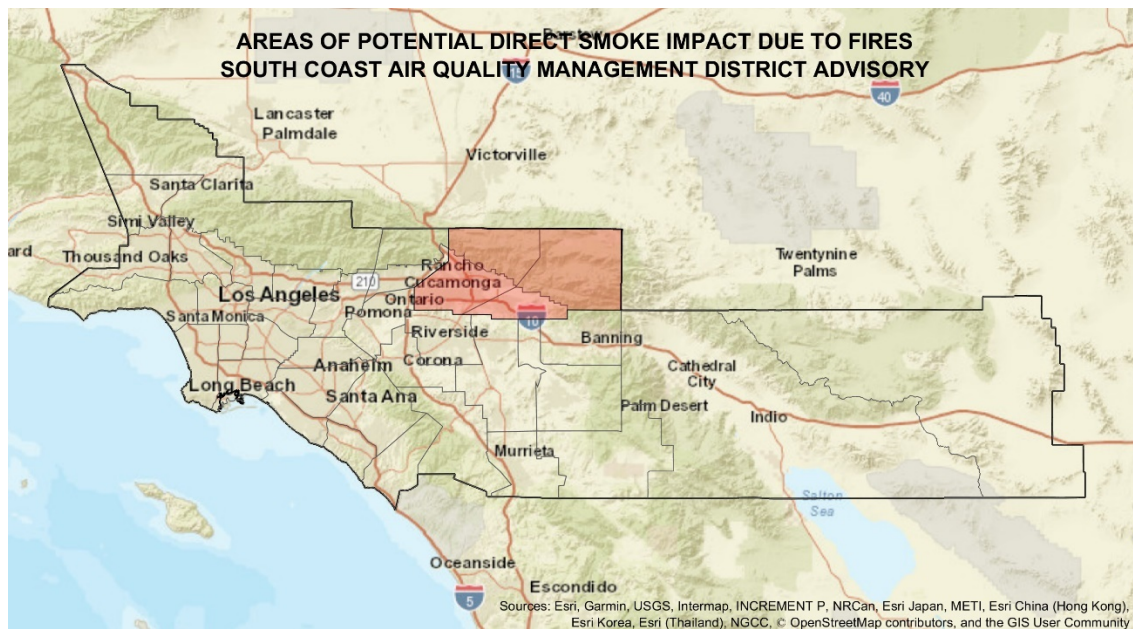 AREAS OF POTENTIAL DIRECT SMOKE IMPACT DUE TO FIRES
SOUTH COAST AIR QUALITY MANAGEMENT DISTRICT ADVISORY
Barstow
15
40
Lancaster
Palmdale
Victorville
Santa Clarita
Simi Valley
ard
Thousand Oaks
Twentynine
Palms
Rancho
Cucamonga
210
Los Angeles
Ontario
Pomona
Santa Monica
10
Riverside
Banning
Corona
Anaheim
Cathedral
City
Long Beach
Santa Ana
Palm Desert
Indio
Murrieta
Salton
Sea
Oceanside
Escondido
5
Sources: Esri, Garmin, USGS, Intermap, INCREMENT P, NRCan, Esri Japan, METI, Esri China (Hong Kong),
Esri Korea, Esri (Thailand), NGCC, © OpenStreetMap contributors, and the GIS User Community